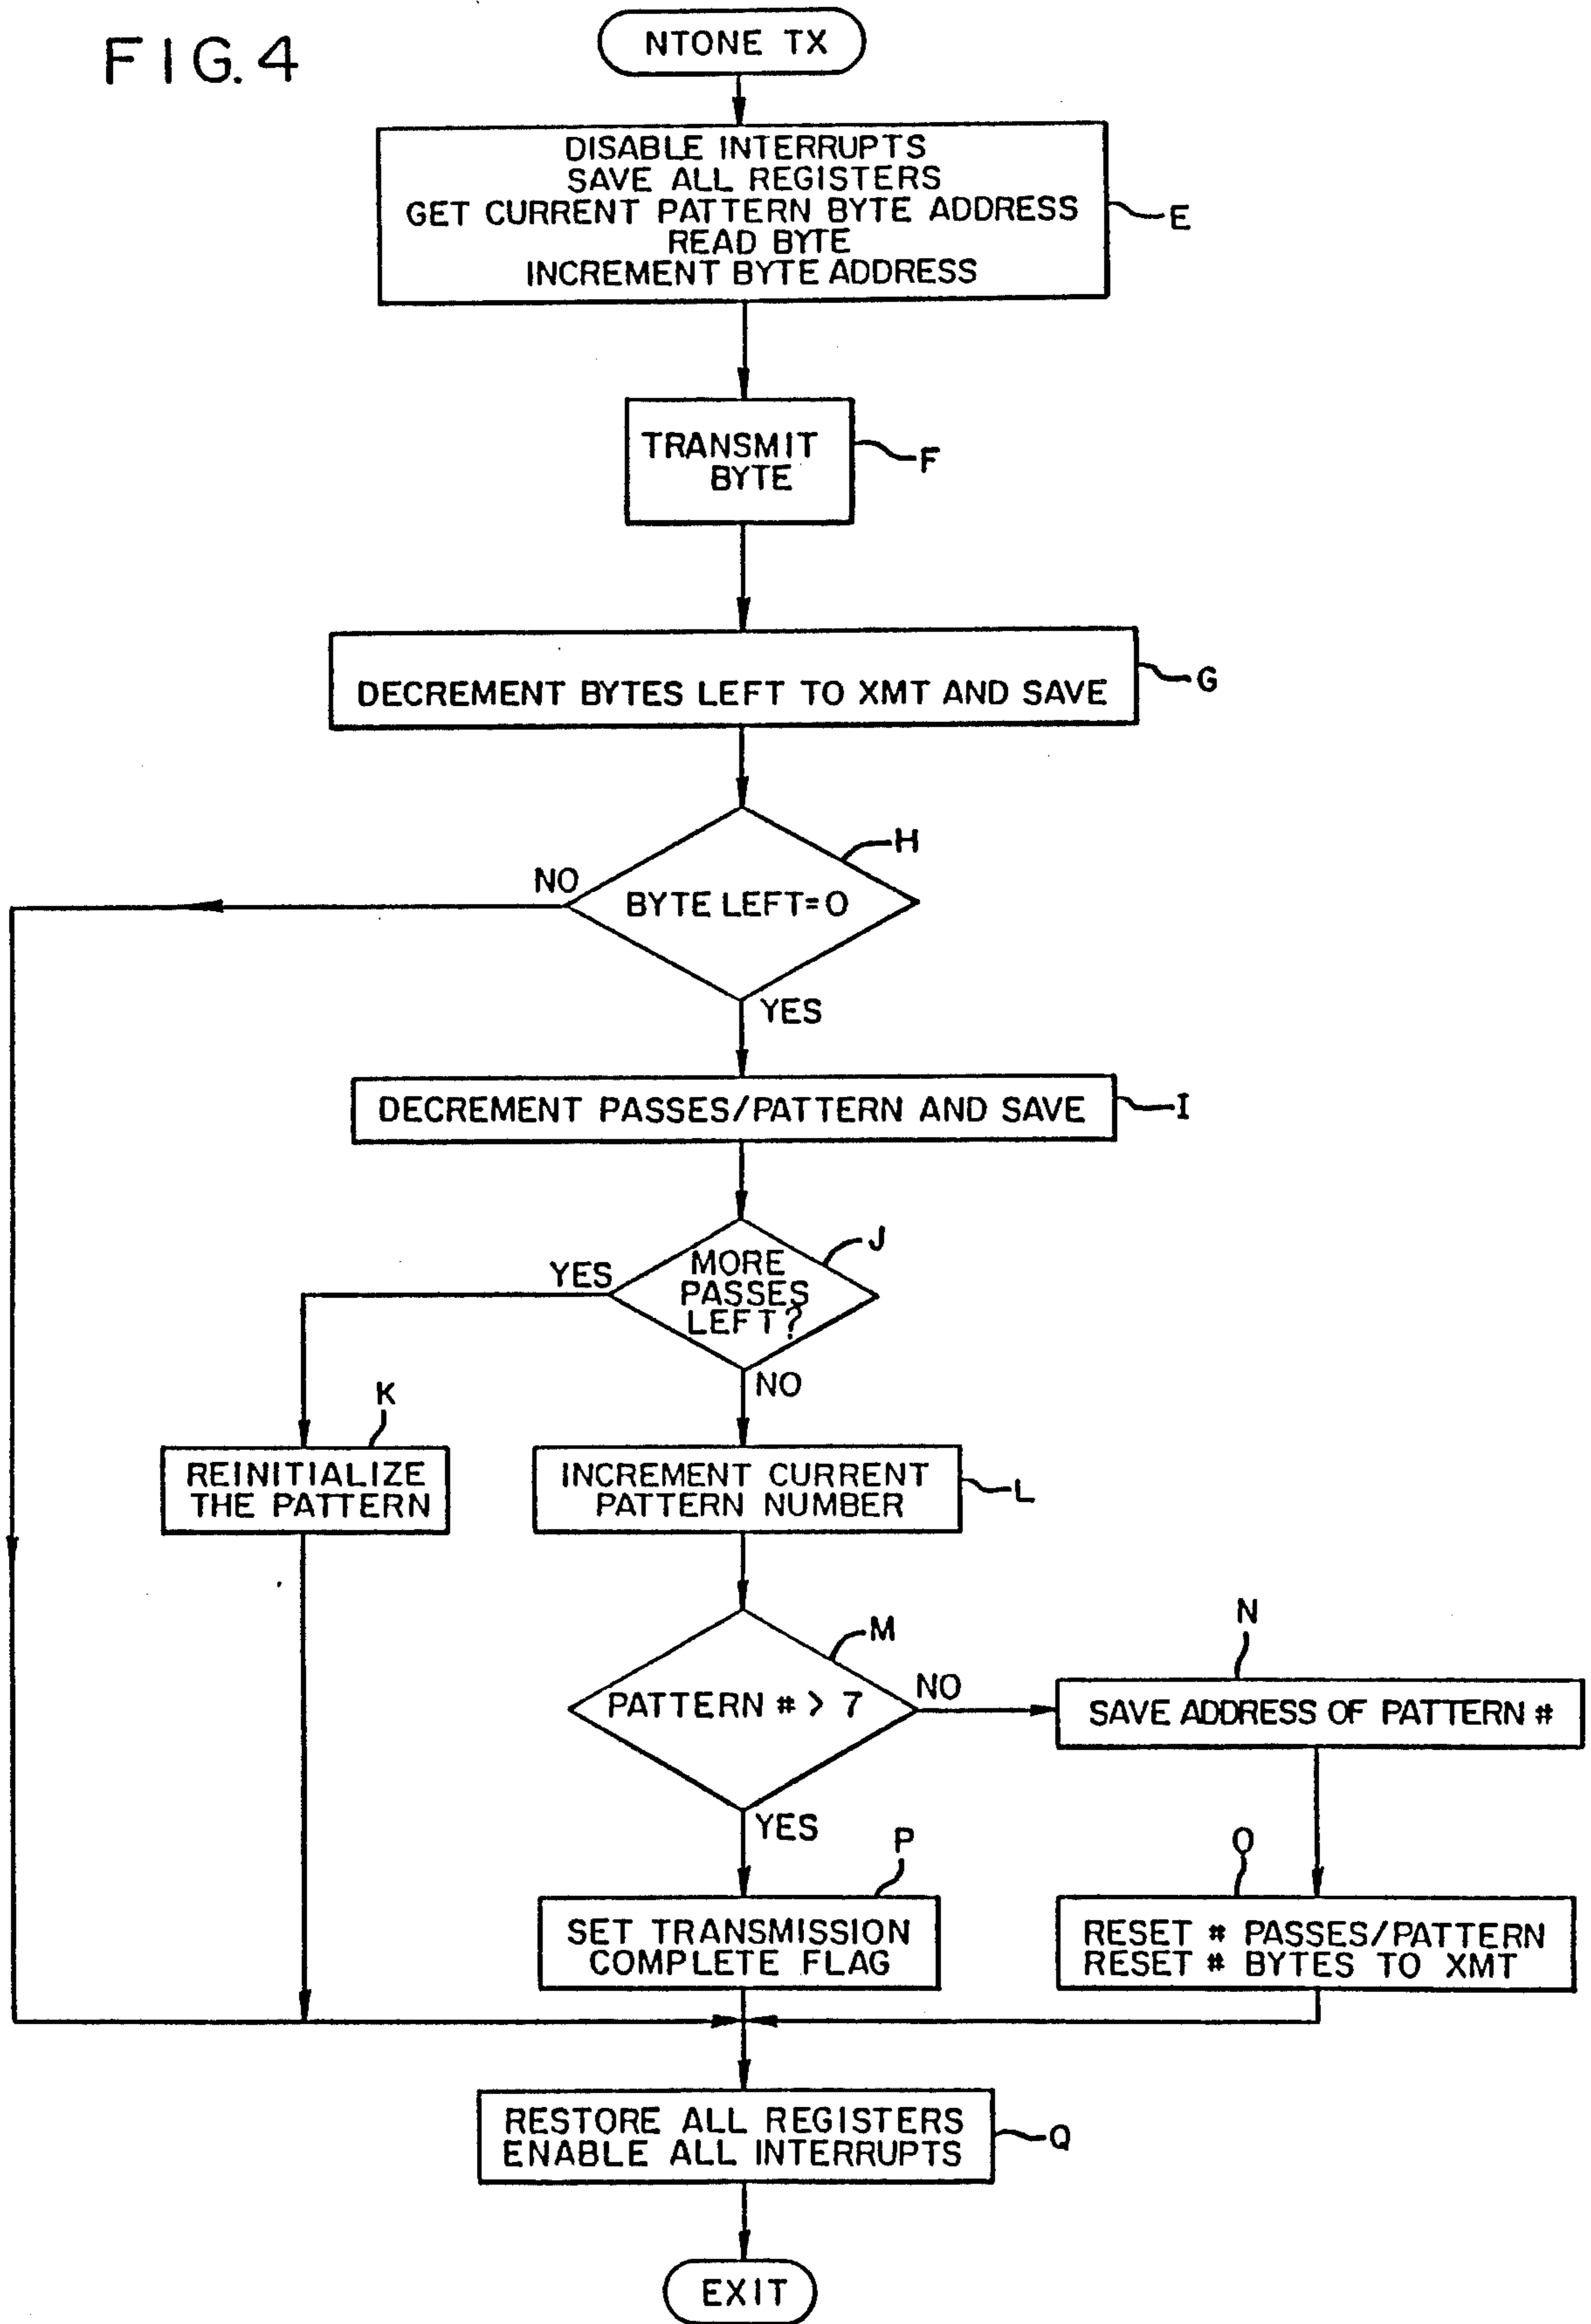 FIG. 4
NTONE TX
DISABLE INTERRUPTS
SAVE ALL REGISTERS
GET CURRENT PATTERN BYTE ADDRESS
READ BYTE
INCREMENT BYTE ADDRESS
E
TRANSMIT
BYTE
F
DECREMENT BYTES LEFT TO XMT AND SAVE
G
H
NO
BYTE LEFT=0
YES
DECREMENT PASSES/PATTERN AND SAVE
I
J
YES
MORE
PASSES
LEFT?
NO
K
REINITIALIZE
THE PATTERN
INCREMENT CURRENT
PATTERN NUMBER
L
M
N
PATTERN # > 7
NO
SAVE ADDRESS OF PATTERN #
YES
P
O
SET TRANSMISSION
COMPLETE FLAG
RESET # PASSES/PATTERN
RESET # BYTES TO XMT
RESTORE ALL REGISTERS
ENABLE ALL INTERRUPTS
Q
EXIT